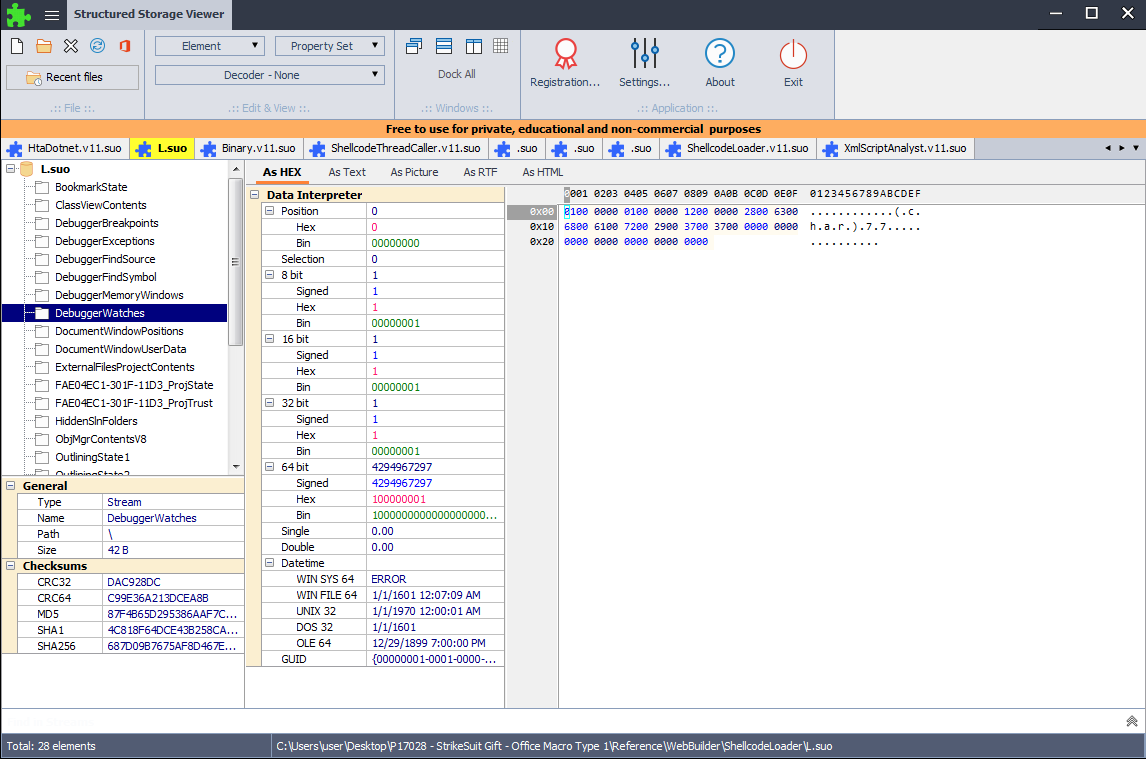 Structured Storage Viewer
Element
Property Set
Recent files
Decoder - None
Dock All
Registration...
Settings...
About
Exit
.:: File ::.
.:: Edit & View ::.
.:: Windows ::.
.:: Application ::.
Free to use for private, educational and non-commercial purposes
HtaDotnet.v11.suo
L.suo
Binary.v11.suo
ShellcodeThreadCaller.v11.suo
.suo
.suo
.suo
ShellcodeLoader.v11.suo
XmlScriptAnalyst.v11.suo
L.suo
BookmarkState
ClassViewContents
DebuggerBreakpoints
DebuggerExceptions
DebuggerFindSource
DebuggerFindSymbol
DebuggerMemoryWindows
DebuggerWatches
DocumentWindowPositions
DocumentWindowUserData
ExternalFilesProjectContents
FAE04EC1-301F-11D3_ProjState
FAE04EC1-301F-11D3_ProjTrust
HiddenSlnFolders
ObjMgrContentsV8
OutliningState1
OutliningState2
General
Type Stream
Name DebuggerWatches
Path \
Size 42 B
Checksums
CRC32 DAC928DC
CRC64 C99E36A213DCEA8B
MD5 87F4B65D295386AAF7C...
SHA1 4C818F64DCE43B258CA...
SHA256 687D09B7675AF8D467E...
As HEX
As Text
As Picture
As RTF
As HTML
Data Interpreter
Position 0
Hex 0
Bin 00000000
Selection 0
8 bit 1
Signed 1
Hex 1
Bin 00000001
16 bit 1
Signed 1
Hex 1
Bin 00000001
32 bit 1
Signed 1
Hex 1
Bin 00000001
64 bit 4294967297
Signed 4294967297
Hex 100000001
Bin 1000000000000000000...
Single 0.00
Double 0.00
Datetime
WIN SYS 64 ERROR
WIN FILE 64 1/1/1601 12:07:09 AM
UNIX 32 1/1/1970 12:00:01 AM
DOS 32 1/1/1601
OLE 64 12/29/1899 7:00:00 PM
GUID {00000001-0001-0000-...
0001 0203 0405 0607 0809 0A0B 0C0D 0E0F 0123456789ABCDEF
0x00 0100 0000 0100 0000 1200 0000 2800 6300 ............(.c.
0x10 6800 6100 7200 2900 3700 3700 0000 0000 h.a.r.).7.7.....
0x20 0000 0000 0000 0000 0000 ..........
Total: 28 elements
C:\Users\user\Desktop\P17028 - StrikeSuit Gift - Office Macro Type 1\Reference\WebBuilder\ShellcodeLoader\L.suo